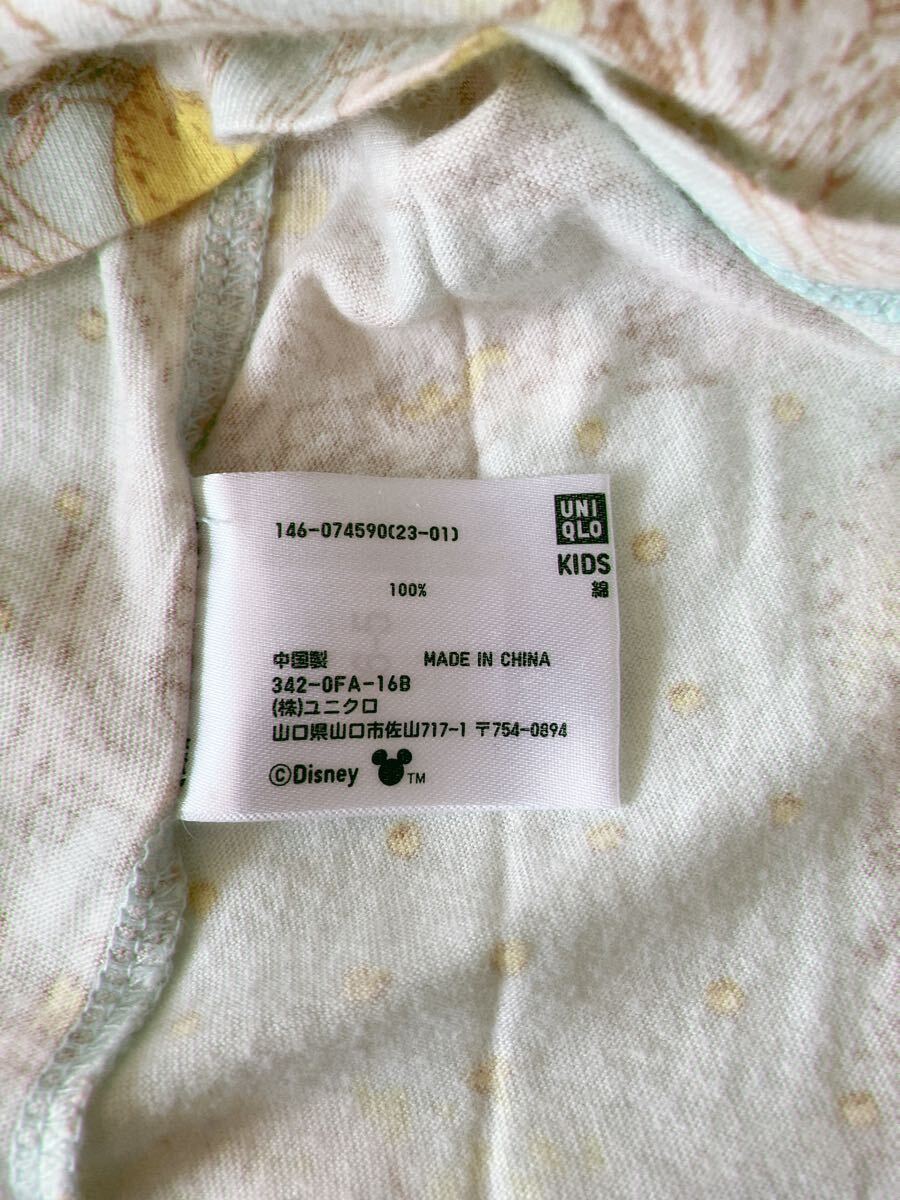 146-074590(23-01)
UNI
QLO
KIDS
綿
100%
中国製 MADE IN CHINA
342-0FA-16B
(株)ユニクロ
山口県山口市佐山717-1 〒754-0894
©Disney TM